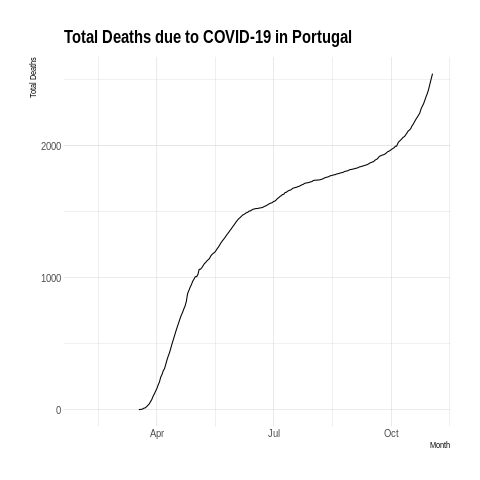 Total Deaths due to COVID-19 in Portugal
Total Deaths
2000
1000
0
Apr Jul Oct
Month